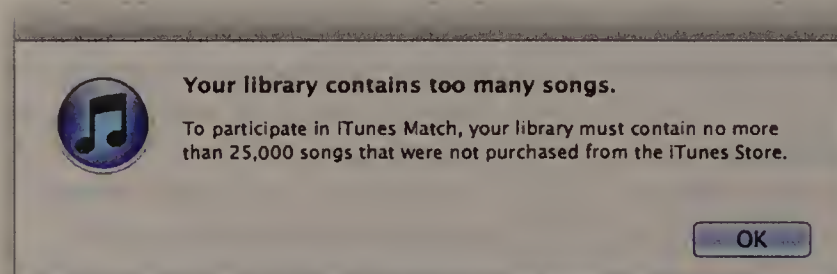 Your library contains too many songs.
To participate in iTunes Match, your library must contain no more
than 25,000 songs that were not purchased from the iTunes Store.
OK